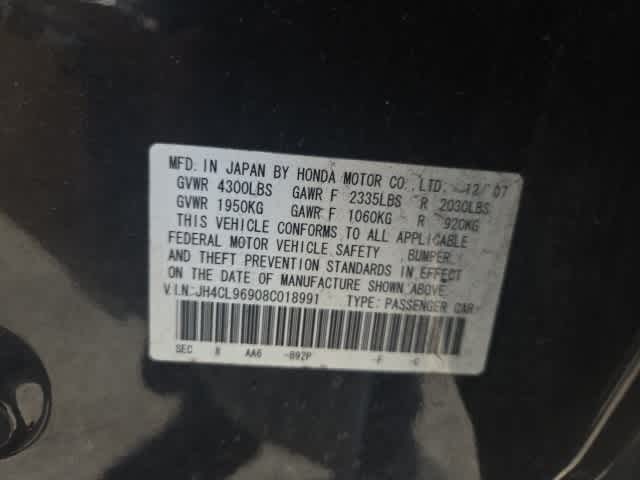 MFD. IN JAPAN BY HONDA MOTOR CO., LTD. 12/07
GVWR 4300LBS GAWR F 2335LBS R 2030LBS
GVWR 1950KG GAWR F 1060KG R 920KG
THIS VEHICLE CONFORMS TO ALL APPLICABLE
FEDERAL MOTOR VEHICLE SAFETY BUMPER,
AND THEFT PREVENTION STANDARDS IN EFFECT
ON THE DATE OF MANUFACTURE SHOWN ABOVE.
V.I.N.:JH4CL96908C018991 TYPE: PASSENGER CAR
SEC # AA6 -B92P -F -C